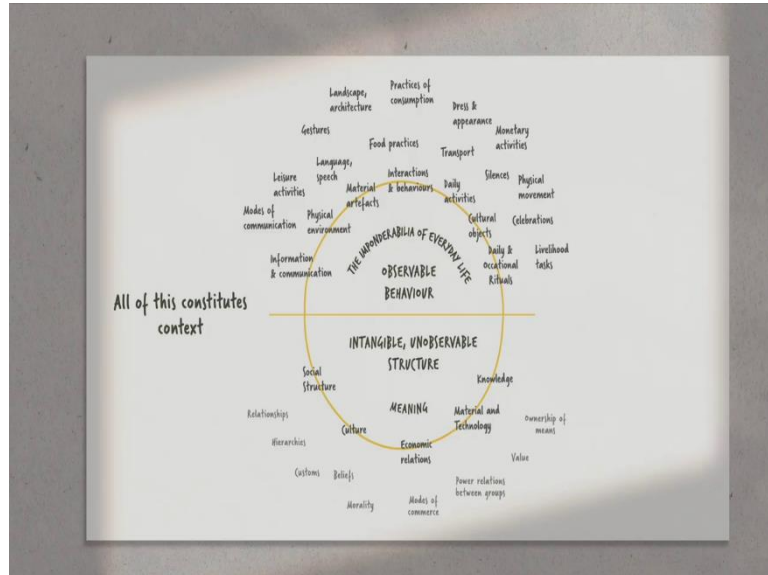 Landscape,
architecture
Practices of
consumption
Dress &
appearance
Gestures
Food practices
Monetary
activities
Transport
Language,
speech
Leisure
activities
Interactions
& behaviours
Silences
Physical
movement
Material
artefacts
Daily
activities
Modes of
communication
Physical
environment
Cultural
objects
Celebrations
THE IMPONDERABILIA OF EVERYDAY LIFE
Daily &
Occational
Rituals
Livelihood
tasks
Information
& communication
OBSERVABLE
BEHAVIOUR
All of this constitutes
context
INTANGIBLE, UNOBSERVABLE
STRUCTURE
Social
Structure
Knowledge
MEANING
Material and
Technology
Relationships
Ownership of
means
Culture
Hierarchies
Economic
relations
Value
Customs
Beliefs
Power relations
between groups
Morality
Modes of
commerce